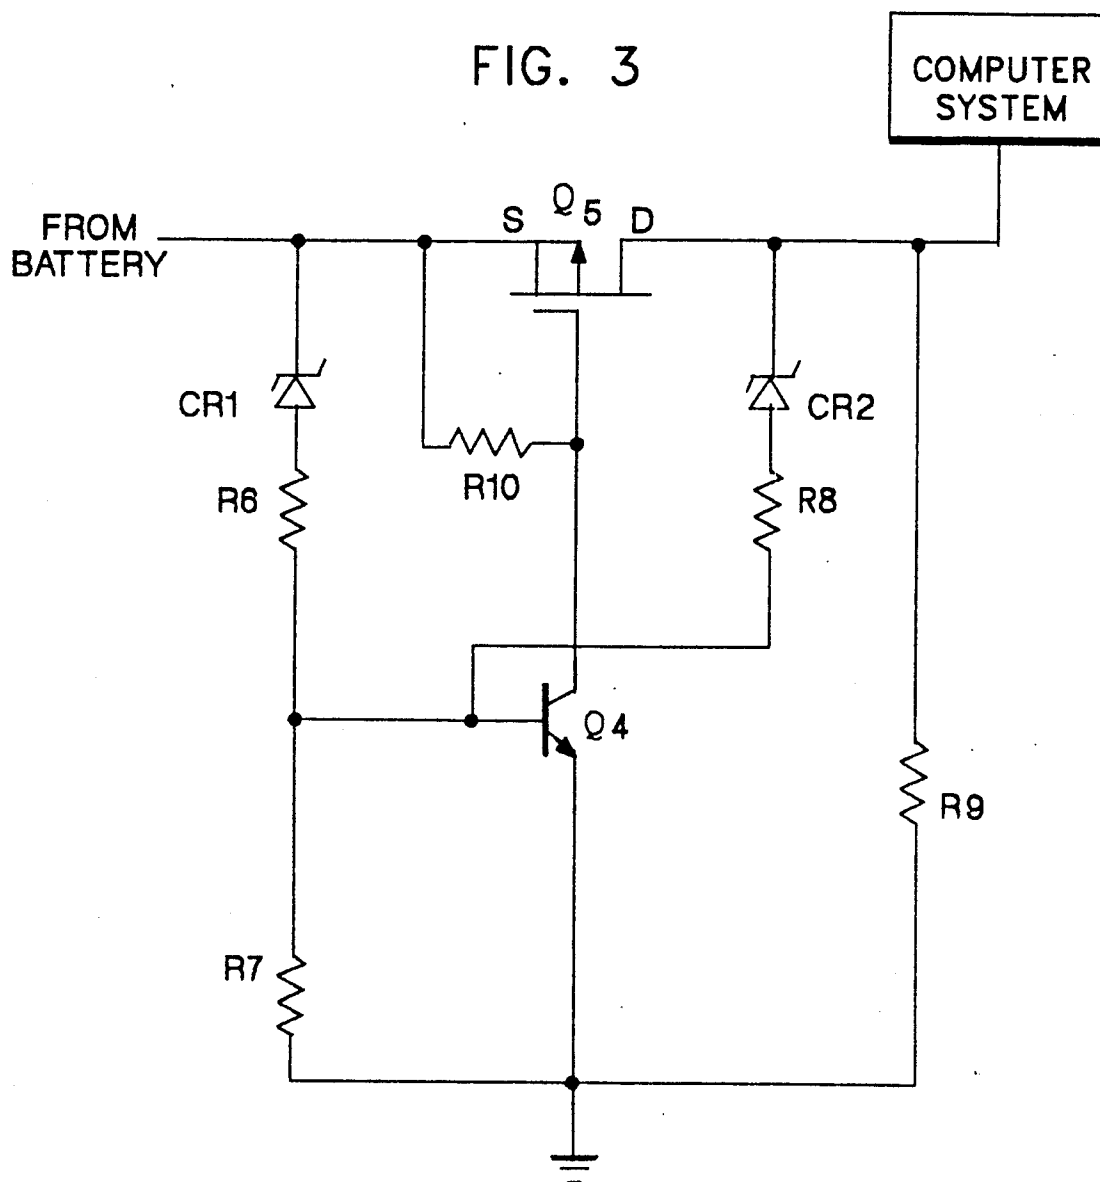 FIG. 3
COMPUTER
SYSTEM
FROM
BATTERY
S
Q5
D
CR1
CR2
R6
R10
R8
Q4
R9
R7